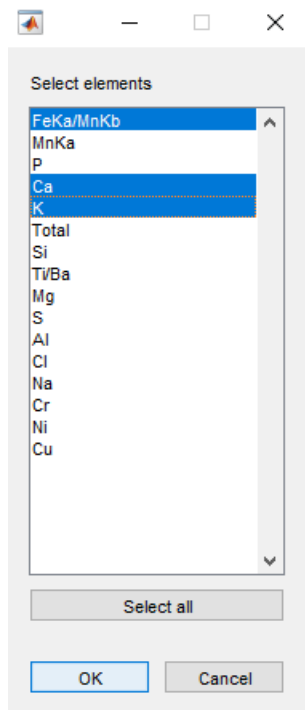 Select elements
FeKa/MnKb
MnKa
P
Ca
K
Total
Si
Ti/Ba
Mg
S
Al
Cl
Na
Cr
Ni
Cu
Select all
OK
Cancel